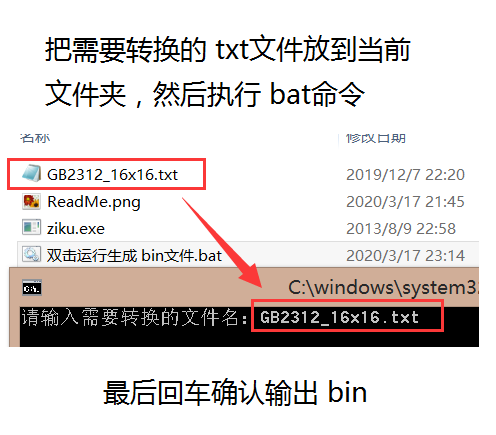 把需要转换的 txt文件放到当前
文件夹，然后执行 bat命令
名称 修改日期
GB2312_16x16.txt 2019/12/7 22:20
ReadMe.png 2020/3/17 21:45
ziku.exe 2013/8/9 22:58
双击运行生成 bin文件.bat 2020/3/17 23:14
C:\windows\system32
请输入需要转换的文件名：GB2312_16x16.txt
最后回车确认输出 bin